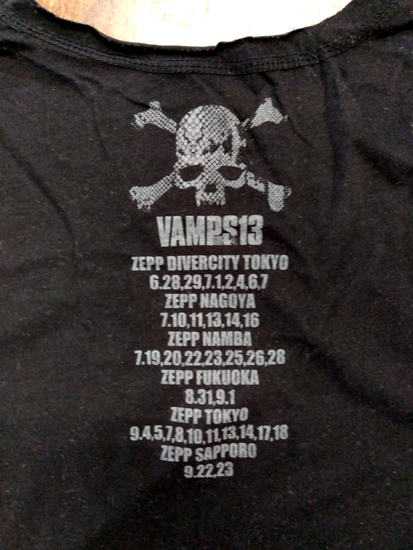 VAMPS13
ZEPP DIVERCITY TOKYO
6.28,29,7.1,2,4,6,7
ZEPP NAGOYA
7.10,11,13,14,16
ZEPP NAMBA
7.19,20,22,23,25,26,28
ZEPP FUKUOKA
8.31,9.1
ZEPP TOKYO
9.4,5,7,8,10,11,13,14,17,18
ZEPP SAPPORO
9.22,23